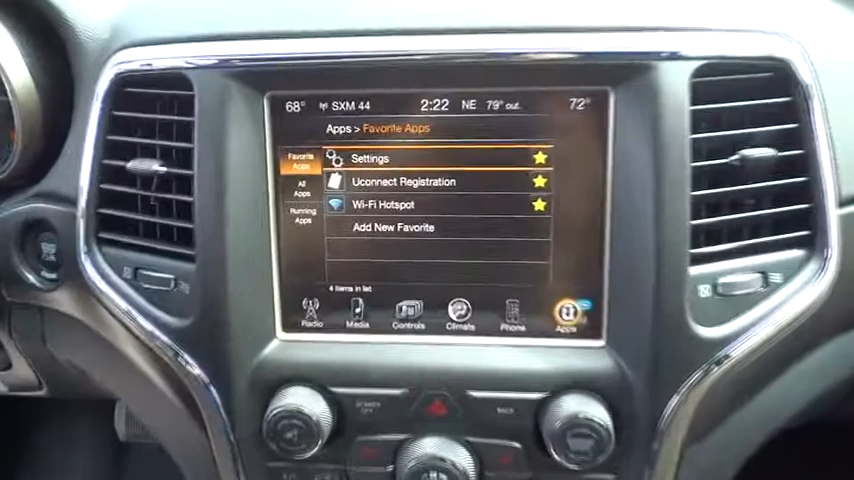 68° SXM 44 2:22 NE 79° out 72°
Apps > Favorite Apps
Favorite Apps
Settings
All Apps
Uconnect Registration
Running Apps
Wi-Fi Hotspot
Add New Favorite
4 items in list
Radio Media Controls Climate Phone Apps
SCREEN OFF
BACK